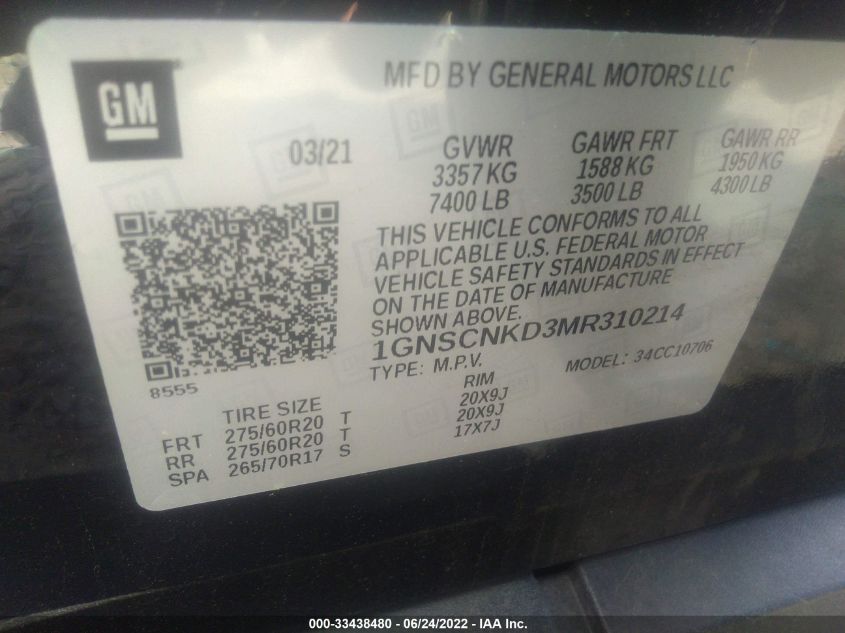 GM
MFD BY GENERAL MOTORS LLC
03/21
GVWR GAWR FRT GAWR RR
3357 KG 1588 KG 1950 KG
7400 LB 3500 LB 4300 LB
THIS VEHICLE CONFORMS TO ALL
APPLICABLE U.S. FEDERAL MOTOR
VEHICLE SAFETY STANDARDS IN EFFECT
ON THE DATE OF MANUFACTURE
SHOWN ABOVE.
1GNSCNKD3MR310214
TYPE: M.P.V. MODEL: 34CC10706
8555
TIRE SIZE RIM
FRT 275/60R20 T 20X9J
RR 275/60R20 T 20X9J
SPA 265/70R17 S 17X7J
000-33438480 - 06/24/2022 - IAA Inc.